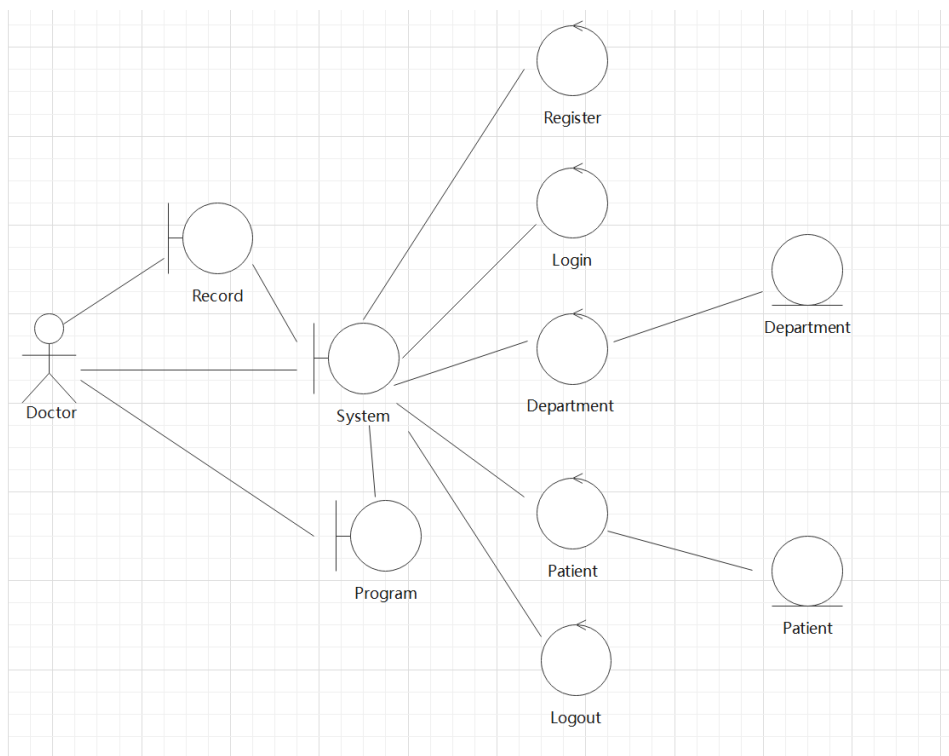 Register
Login
Record
Department
Doctor
System
Department
Program
Patient
Patient
Logout